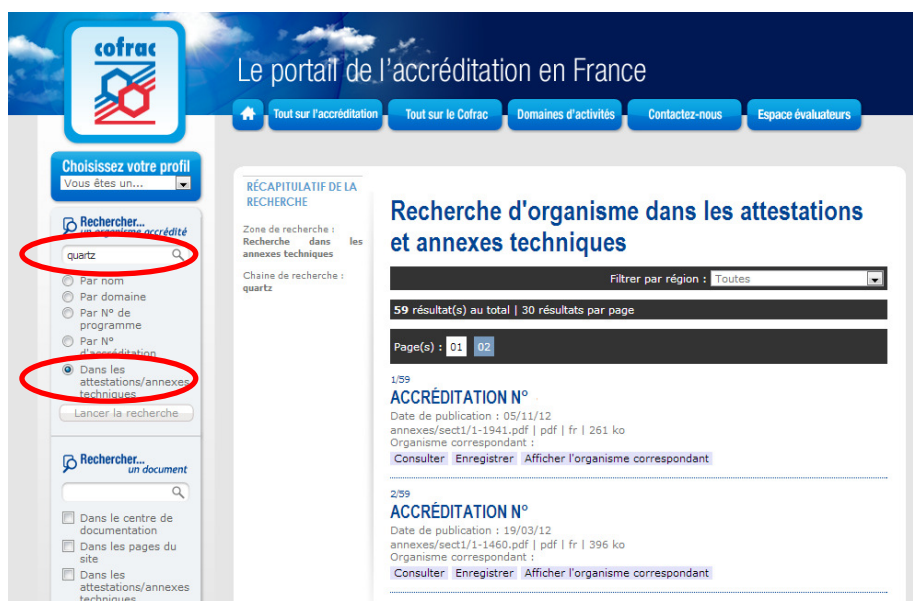 cofrac
Le portail de l'accréditation en France
Tout sur l'accréditation
Tout sur le Cofrac
Domaines d'activités
Contactez-nous
Espace évaluateurs
Choisissez votre profil
Vous êtes un...
Rechercher...
un organisme accrédité
quartz
Par nom
Par domaine
Par N° de
programme
Par N°
d'accréditation
Dans les
attestations/annexes
techniques
Lancer la recherche
Rechercher...
un document
Dans le centre de
documentation
Dans les pages du
site
Dans les
attestations/annexes
techniques
RÉCAPITULATIF DE LA
RECHERCHE
Zone de recherche :
Recherche dans les
annexes techniques
Chaine de recherche :
quartz
Recherche d'organisme dans les attestations
et annexes techniques
Filtrer par région : Toutes
59 résultat(s) au total | 30 résultats par page
Page(s) : 01 02
1/59
ACCRÉDITATION N°
Date de publication : 05/11/12
annexes/sect1/1-1941.pdf | pdf | fr | 261 ko
Organisme correspondant :
Consulter Enregistrer Afficher l'organisme correspondant
2/59
ACCRÉDITATION N°
Date de publication : 19/03/12
annexes/sect1/1-1460.pdf | pdf | fr | 396 ko
Organisme correspondant :
Consulter Enregistrer Afficher l'organisme correspondant